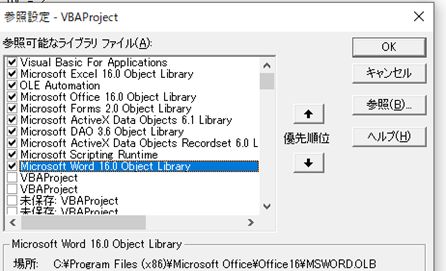 参照設定 - VBAProject
参照可能なライブラリ ファイル(A):
Visual Basic For Applications
Microsoft Excel 16.0 Object Library
OLE Automation
Microsoft Office 16.0 Object Library
Microsoft Forms 2.0 Object Library
Microsoft ActiveX Data Objects 6.1 Library
Microsoft DAO 3.6 Object Library
Microsoft ActiveX Data Objects Recordset 6.0 L
Microsoft Scripting Runtime
Microsoft Word 16.0 Object Library
VBAProject
VBAProject
未保存: VBAProject
未保存: VBAProject
OK
キャンセル
参照(B)...
優先順位
ヘルプ(H)
Microsoft Word 16.0 Object Library
場所: C:¥Program Files (x86)¥Microsoft Office¥Office16¥MSWORD.OLB